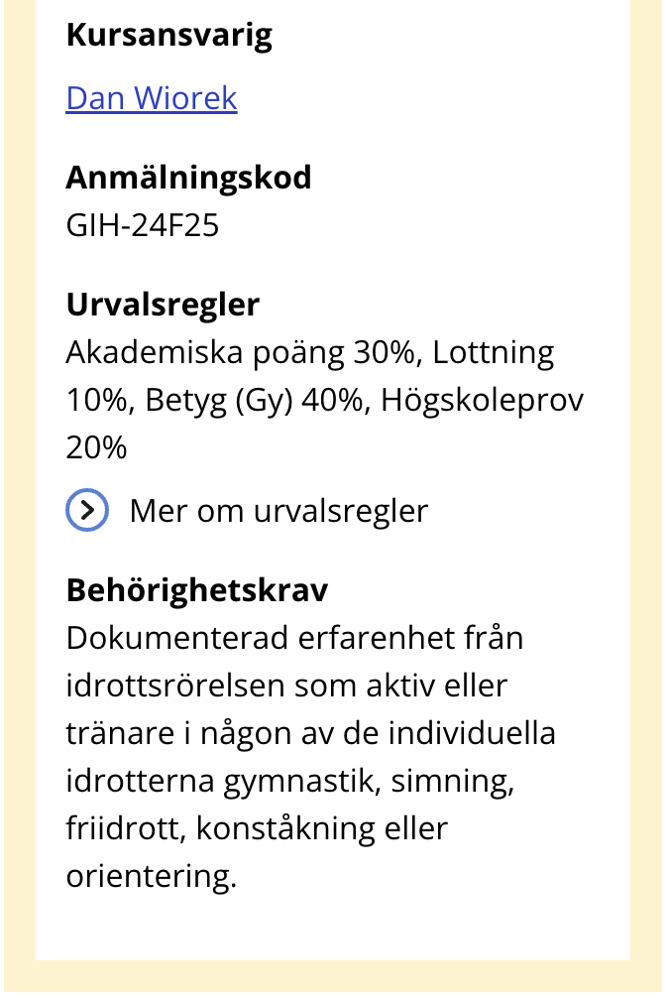 Kursansvarig
Dan Wiorek
Anmälningskod
GIH-24F25
Urvalsregler
Akademiska poäng 30%, Lottning
10%, Betyg (Gy) 40%, Högskoleprov
20%
Mer om urvalsregler
Behörighetskrav
Dokumenterad erfarenhet från
idrottsrörelsen som aktiv eller
tränare i någon av de individuella
idrotterna gymnastik, simning,
friidrott, konståkning eller
orientering.